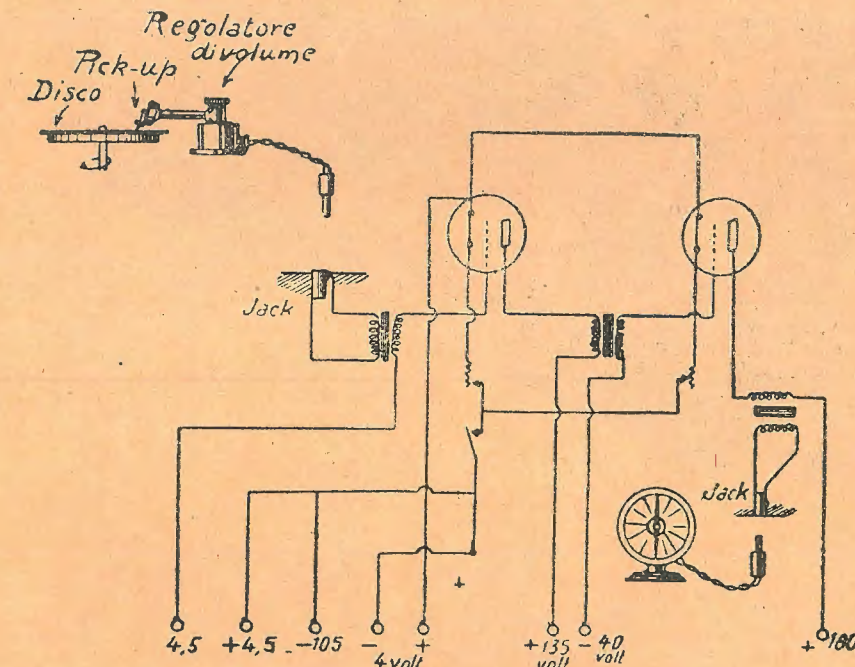 Regolatore
di volume
Pick-up
Disco
Jack
Jack
+
4,5
+4,5
-105
-
4 volt
+
+135
volt
-40
volt
+160